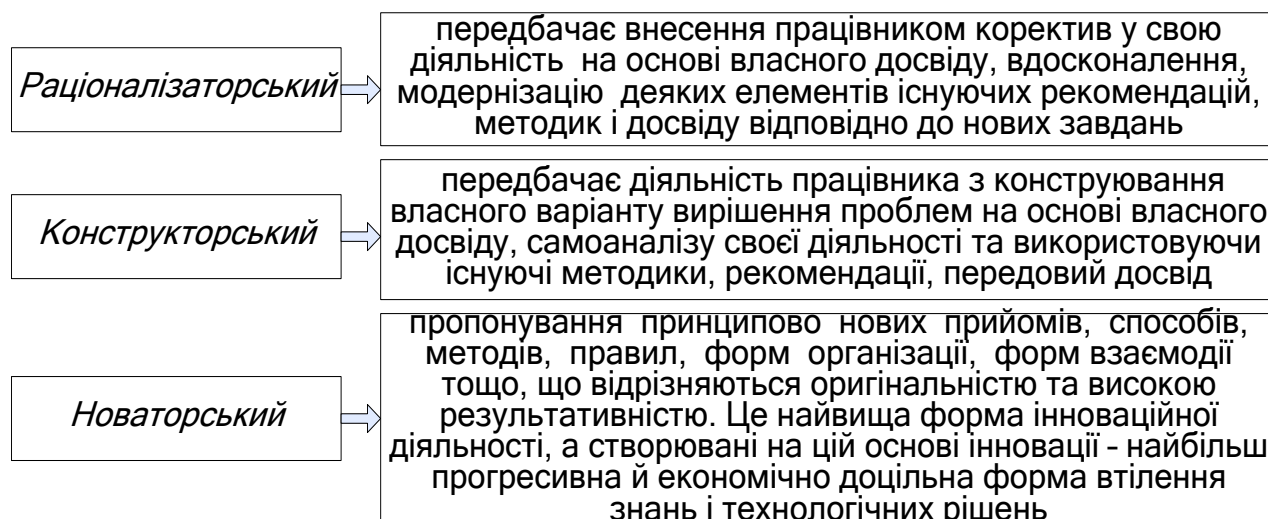 Раціоналізаторський
передбачає внесення працівником коректив у свою
діяльність на основі власного досвіду, вдосконалення,
модернізацію деяких елементів існуючих рекомендацій,
методик і досвіду відповідно до нових завдань
Конструкторський
передбачає діяльність працівника з конструювання
власного варіанту вирішення проблем на основі власного
досвіду, самоаналізу своєї діяльності та використовуючи
існуючі методики, рекомендації, передовий досвід
Новаторський
пропонування принципово нових прийомів, способів,
методів, правил, форм організації, форм взаємодії
тощо, що відрізняються оригінальністю та високою
результативністю. Це найвища форма інноваційної
діяльності, а створювані на цій основі інновації – найбільш
прогресивна й економічно доцільна форма втілення
знань і технологічних рішень